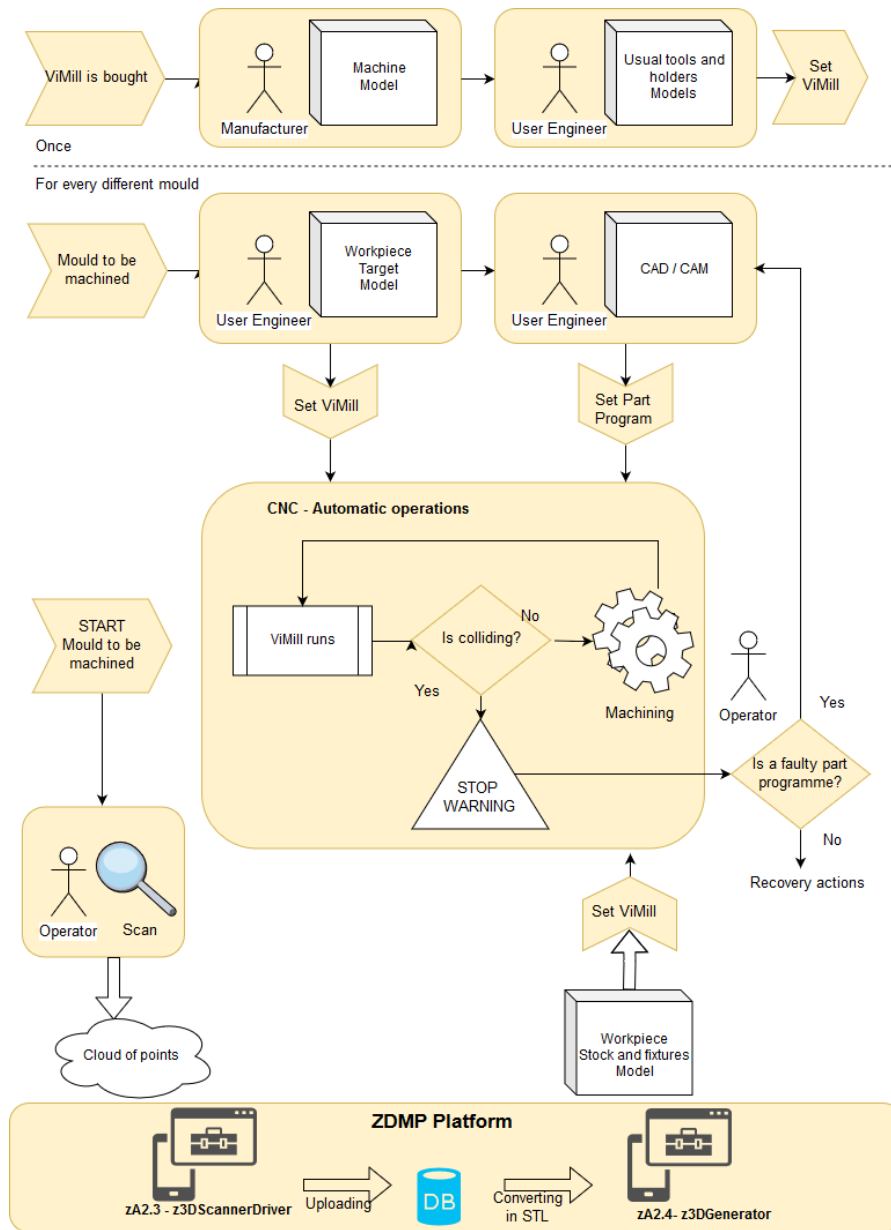 ViMill is bought
Manufacturer
Machine
Model
User Engineer
Usual tools and
holders
Models
Set
ViMill
Once
For every different mould
Mould to be
machined
User Engineer
Workpiece
Target
Model
User Engineer
CAD / CAM
Set ViMill
Set Part
Program
CNC - Automatic operations
START
Mould to be
machined
ViMill runs
Is colliding?
No
Yes
Machining
STOP
WARNING
Operator
Yes
Is a faulty part
programme?
No
Recovery actions
Operator
Scan
Cloud of points
Set ViMill
Workpiece
Stock and fixtures
Model
ZDMP Platform
zA2.3 - z3DScannerDriver
Uploading
DB
Converting
in STL
zA2.4- z3DGenerator